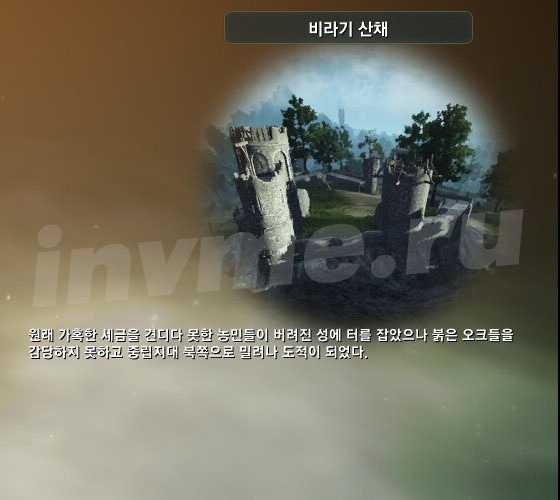 비라기 산채
invme.ru
원래 가혹한 세금을 견디다 못한 농민들이 버려진 성에 터를 잡았으나 붉은 오크들을
감당하지 못하고 중립지대 북쪽으로 밀려나 도적이 되었다.